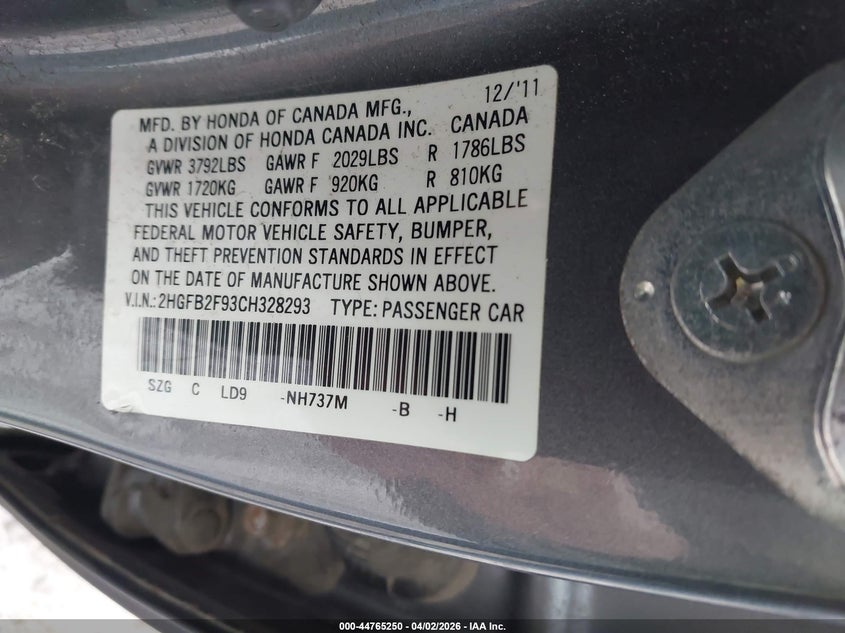 12/'11
MFD. BY HONDA OF CANADA MFG.,
A DIVISION OF HONDA CANADA INC. CANADA
GVWR 3792LBS GAWR F 2029LBS R 1786LBS
GVWR 1720KG GAWR F 920KG R 810KG
THIS VEHICLE CONFORMS TO ALL APPLICABLE
FEDERAL MOTOR VEHICLE SAFETY, BUMPER,
AND THEFT PREVENTION STANDARDS IN EFFECT
ON THE DATE OF MANUFACTURE SHOWN ABOVE.
V.I.N.: 2HGFB2F93CH328293 TYPE: PASSENGER CAR
SZG C LD9 -NH737M -B -H
000-44765250 - 04/02/2026 - IAA Inc.